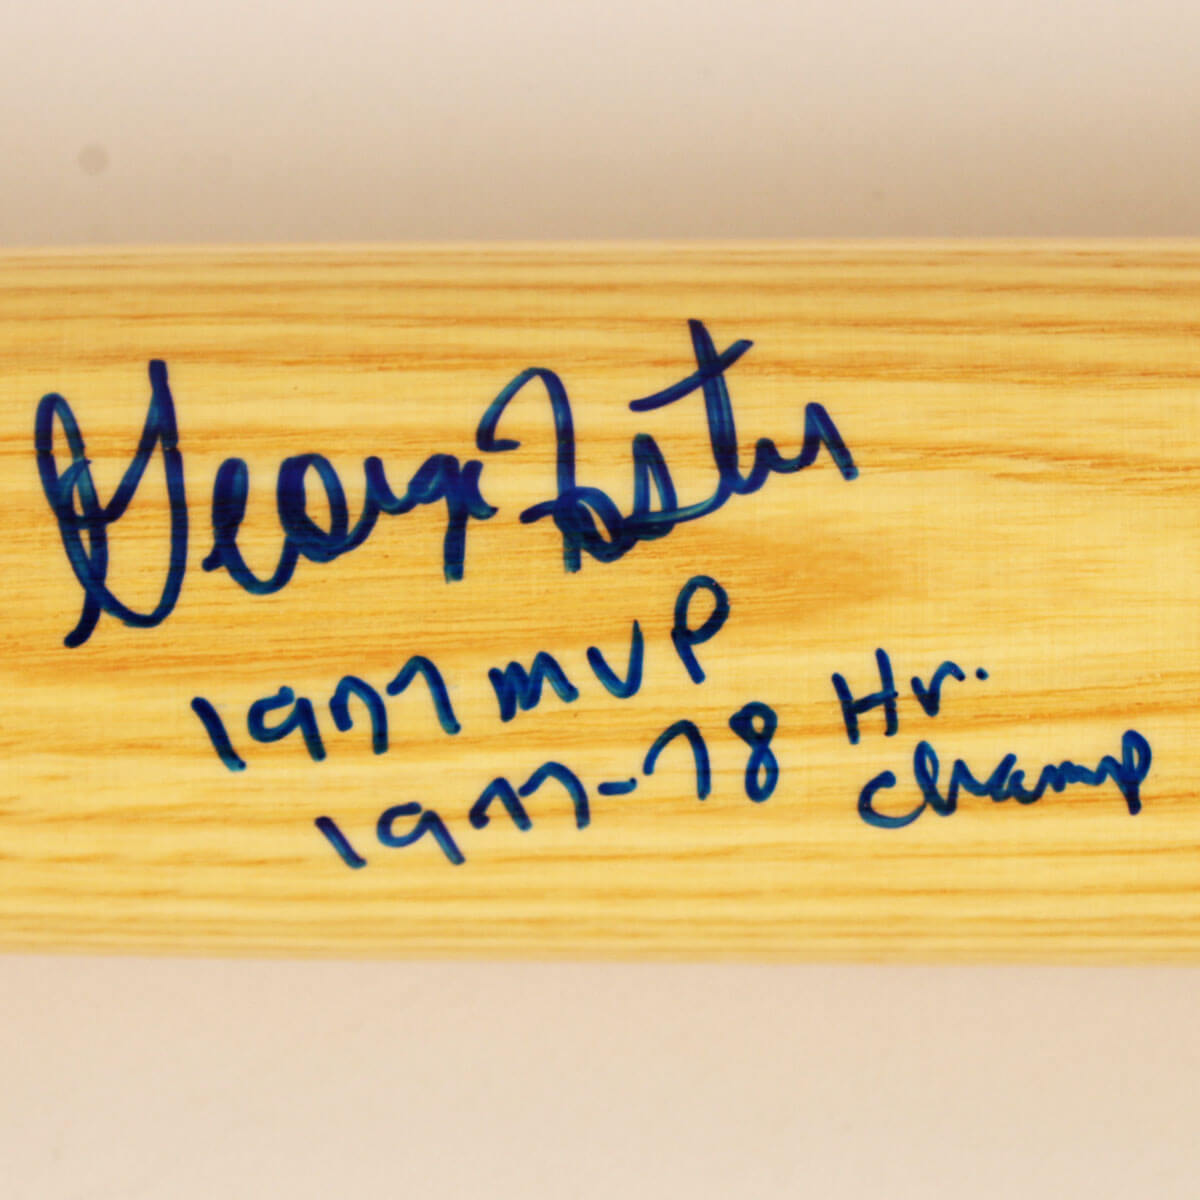 George Foster
1977 MVP
1977-78 Hr.
Champ